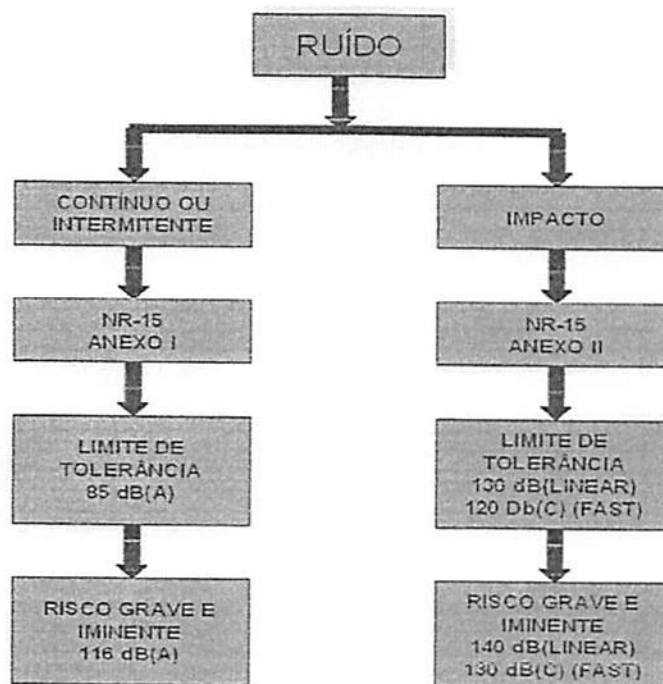 RUÍDO
CONTÍNUO OU
INTERMITENTE
NR-15
ANEXO I
LIMITE DE
TOLERÂNCIA
85 dB(A)
RISCO GRAVE E
IMINENTE
116 dB(A)
IMPACTO
NR-15
ANEXO II
LIMITE DE
TOLERÂNCIA
130 dB(LINEAR)
120 Db(C) (FAST)
RISCO GRAVE E
IMINENTE
140 dB(LINEAR)
130 dB(C) (FAST)